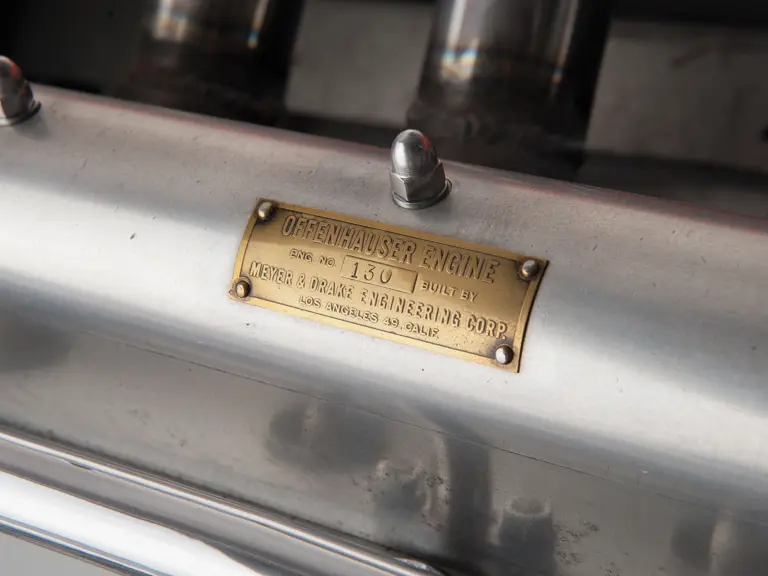 OFFENHAUSER ENGINE
ENG. NO. 130 BUILT BY
MEYER & DRAKE ENGINEERING CORP.
LOS ANGELES 49, CALIF.